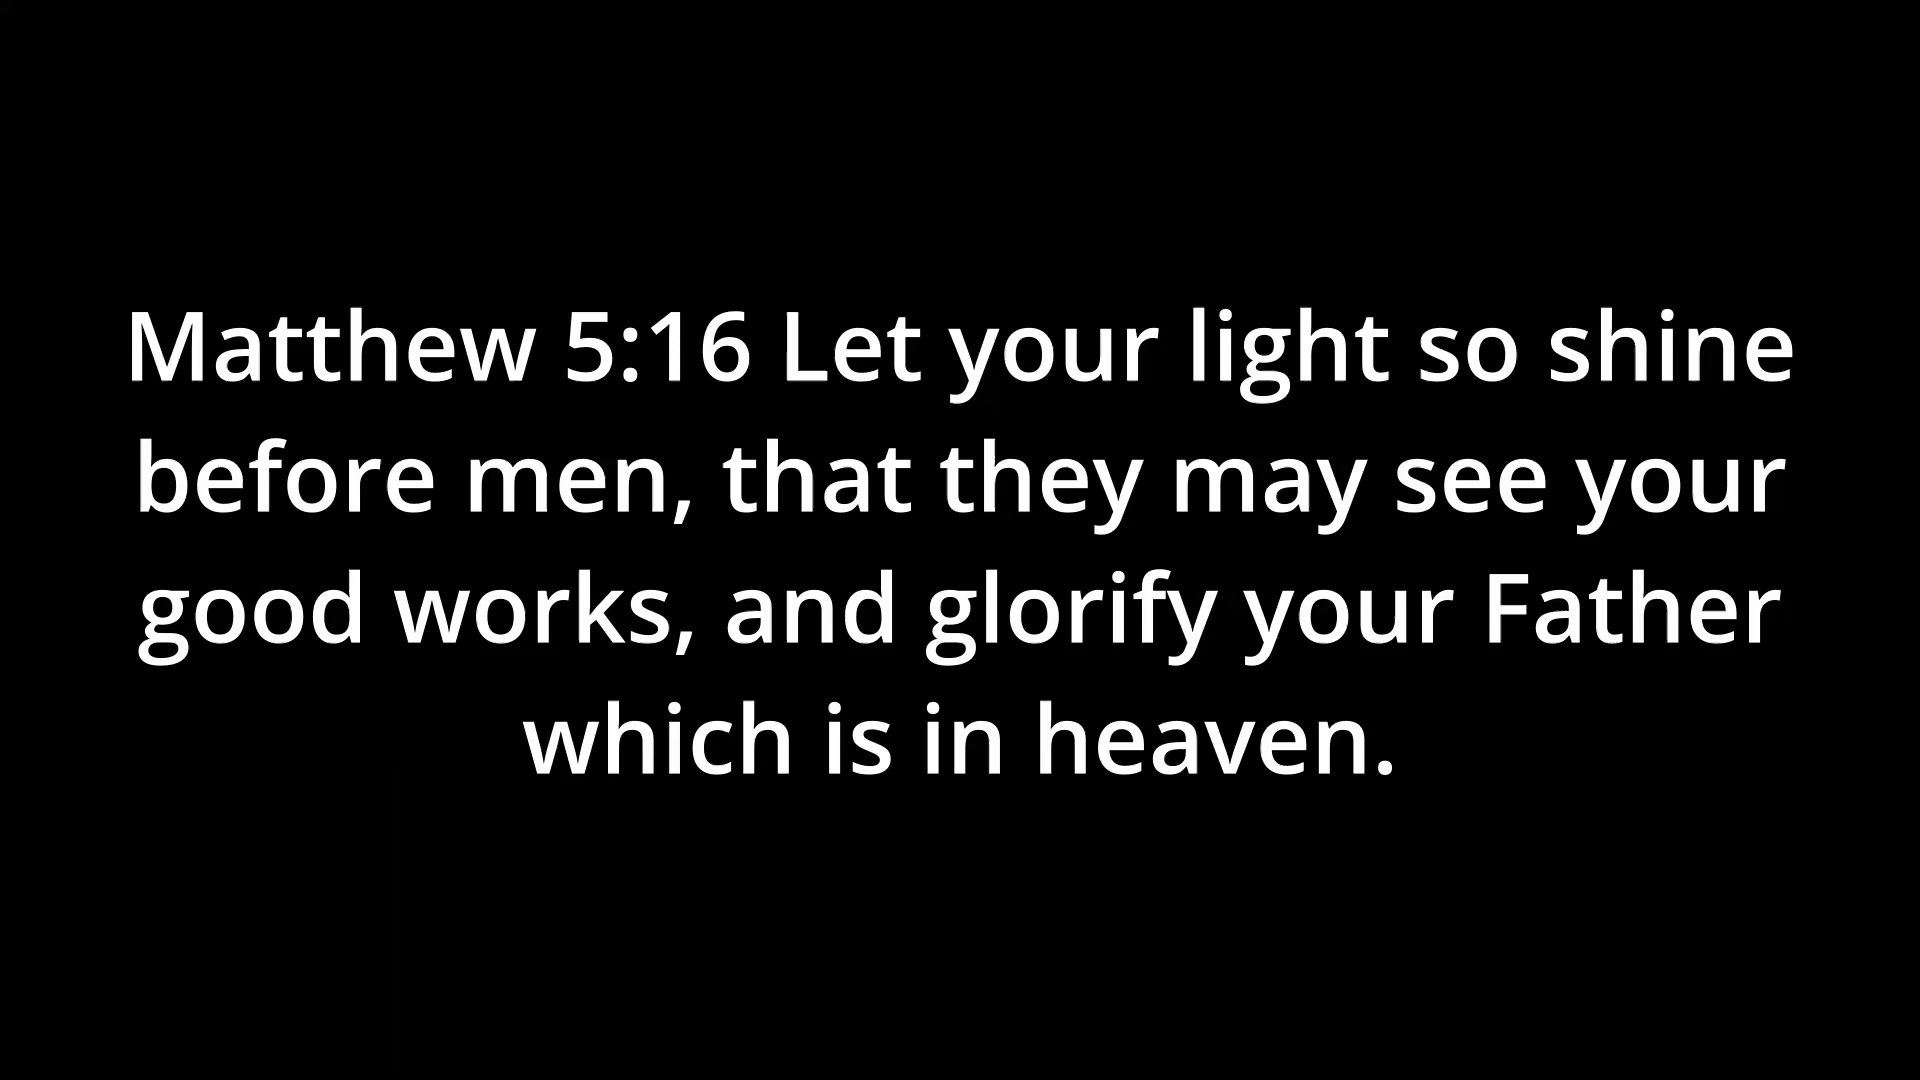 Matthew 5:16 Let your light so shine
before men, that they may see your
good works, and glorify your Father
which is in heaven.